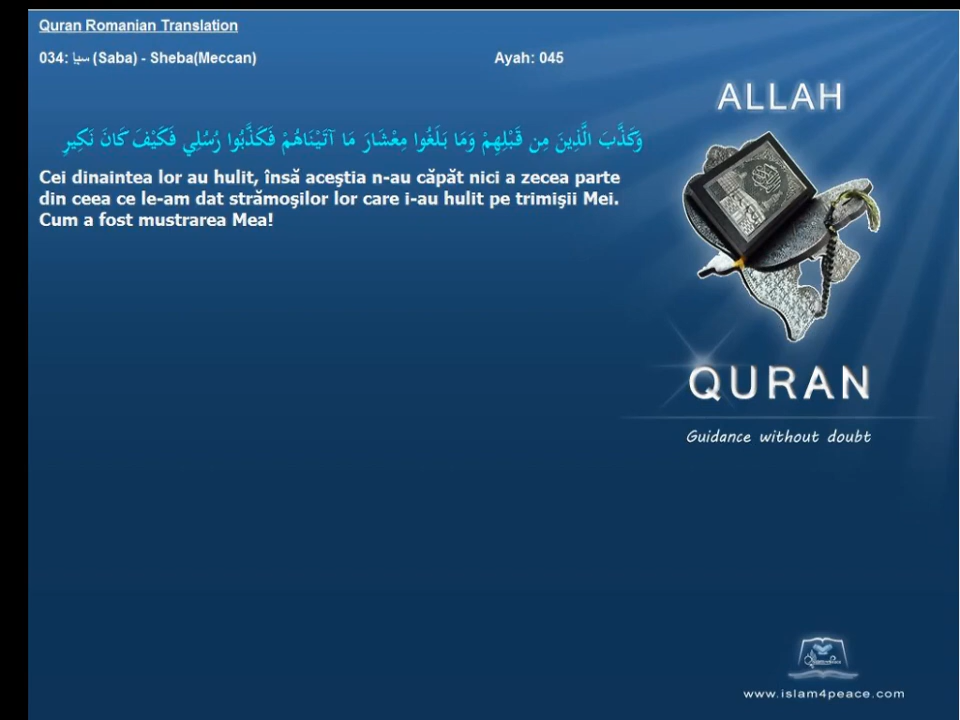 Quran Romanian Translation
034: سبإ (Saba) - Sheba(Meccan) Ayah: 045
ALLAH
وَكَذَّبَ الَّذِينَ مِن قَبْلِهِمْ وَمَا بَلَغُوا مِعْشَارَ مَا آتَيْنَاهُمْ فَكَذَّبُوا رُسُلِي فَكَيْفَ كَانَ نَكِيرِ
Cei dinaintea lor au hulit, însă aceştia n-au căpăt nici a zecea parte
din ceea ce le-am dat strămoşilor lor care i-au hulit pe trimişii Mei.
Cum a fost mustrarea Mea!
QURAN
Guidance without doubt
www.islam4peace.com